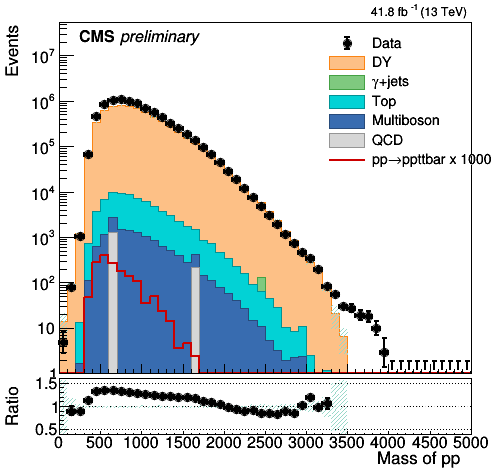 41.8 fb⁻¹ (13 TeV)
CMS preliminary
Events
Data
DY
γ+jets
Top
Multiboson
QCD
pp→ppttbar x 1000
10⁷
10⁶
10⁵
10⁴
10³
10²
10
1
Ratio
1.5
1
0.5
0 500 1000 1500 2000 2500 3000 3500 4000 4500 5000
Mass of pp